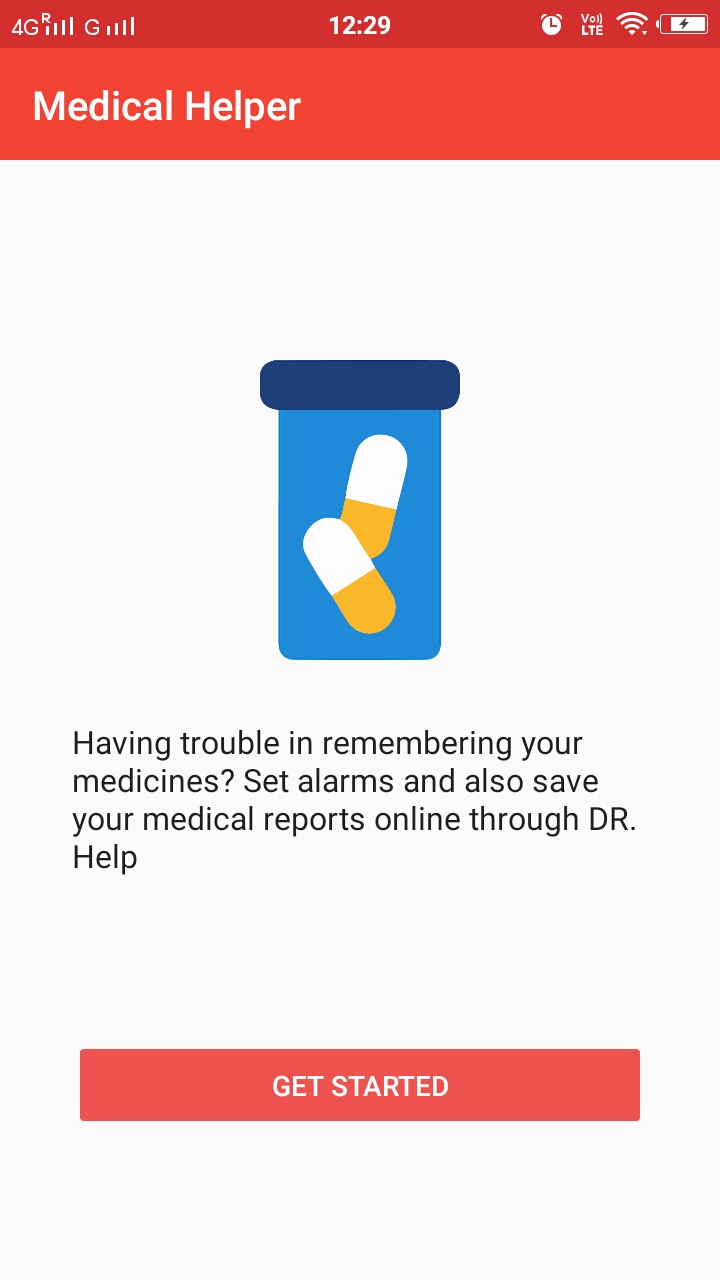 4G R G 12:29 Vo)) LTE
Medical Helper
Having trouble in remembering your
medicines? Set alarms and also save
your medical reports online through DR.
Help
GET STARTED